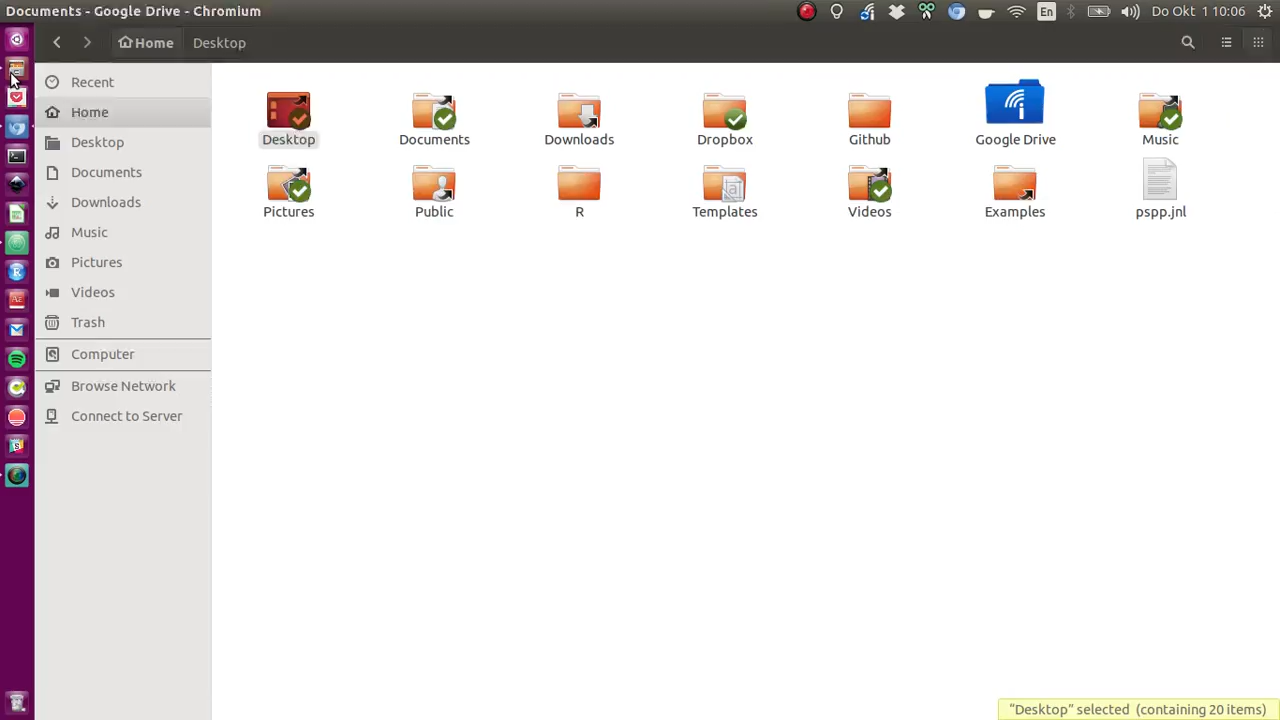 Documents - Google Drive - Chromium
En
Do Okt 1 10:06
Home
Desktop
Recent
Home
Desktop
Documents
Downloads
Music
Pictures
Videos
Trash
Computer
Browse Network
Connect to Server
Desktop
Documents
Downloads
Dropbox
Github
Google Drive
Music
Pictures
Public
R
Templates
Videos
Examples
pspp.jnl
“Desktop” selected (containing 20 items)